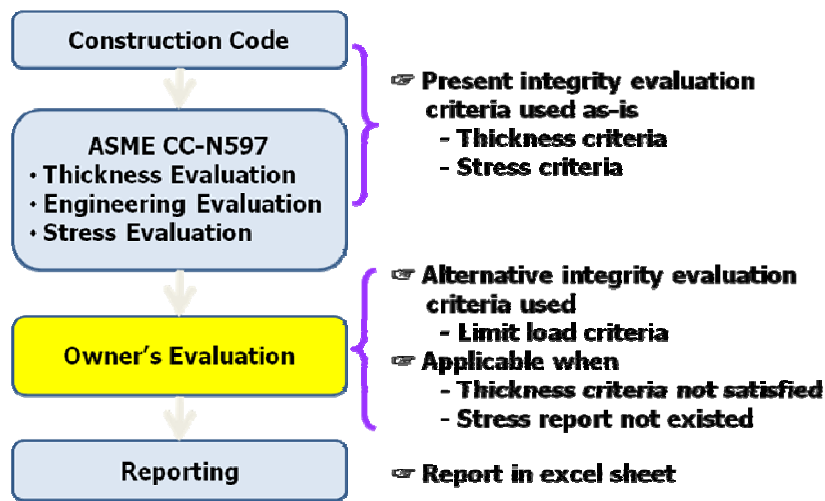 Construction Code
ASME CC-N597
· Thickness Evaluation
· Engineering Evaluation
· Stress Evaluation
Owner's Evaluation
Reporting
☞ Present integrity evaluation
criteria used as-is
- Thickness criteria
- Stress criteria
☞ Alternative integrity evaluation
criteria used
- Limit load criteria
☞ Applicable when
- Thickness criteria not satisfied
- Stress report not existed
☞ Report in excel sheet